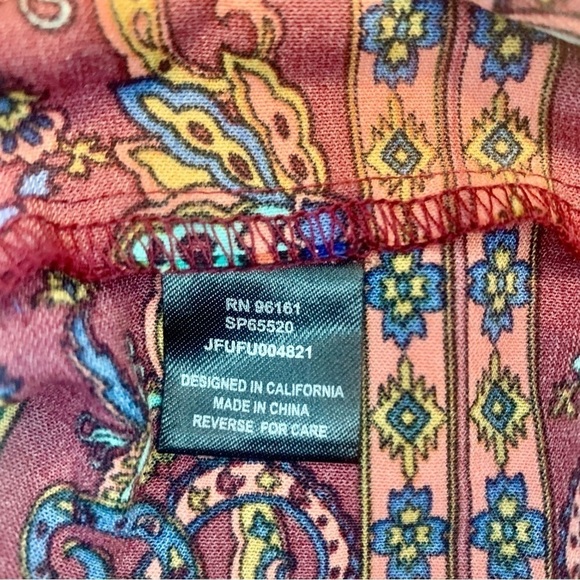 RN 96161
SP65520
JFUFU004821
DESIGNED IN CALIFORNIA
MADE IN CHINA
REVERSE FOR CARE